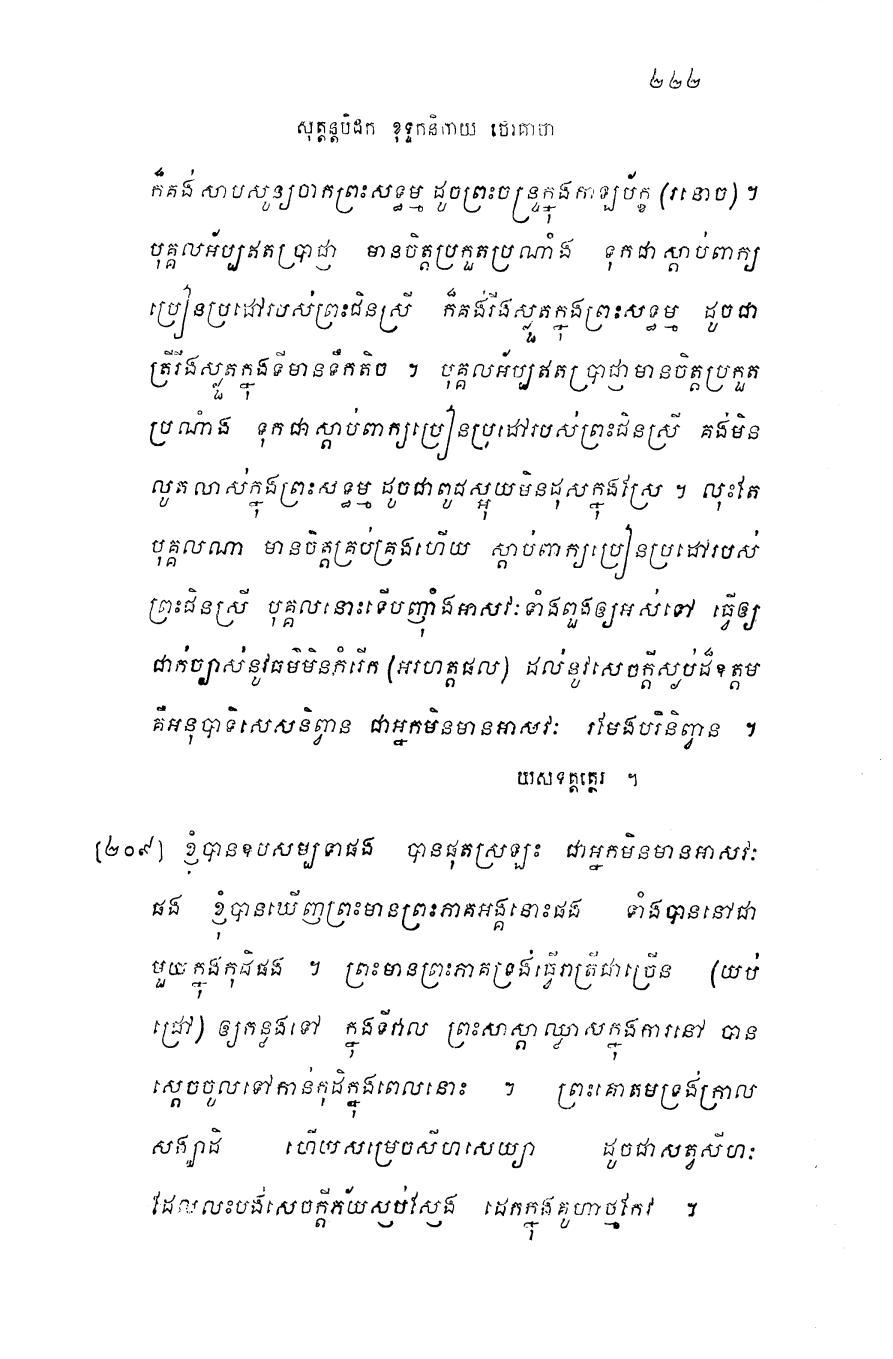 ២២២
សុត្តន្តបិដក ខុទ្ទកនិកាយ ថេរគាថា
ក៏គង់ សាបសូន្យចាកព្រះសទ្ធម្ម ដូចព្រះចន្ទ្រក្នុងកាឡប័ក្ខ (រនោច) ។
បុគ្គលអ័ប្បឥតប្រាជ្ញា មានចិត្តប្រកួតប្រណាំង ទុកជាស្តាប់ពាក្យ
ប្រៀនប្រដៅរបស់ព្រះជិនស្រី ក៏គង់រីងស្ងួតក្នុងព្រះសទ្ធម្ម ដូចជា
ត្រីរីងស្ងួតក្នុងទីមានទឹកតិច ។ បុគ្គលអ័ប្បឥតប្រាជ្ញាមានចិត្តប្រកួត
ប្រណាំង ទុកជាស្តាប់ពាក្យប្រៀនប្រដៅរបស់ព្រះជិនស្រី គង់មិន
លូតលាស់ក្នុងព្រះសទ្ធម្ម ដូចជាពូជស្អុយមិនដុសក្នុងស្រែ ។ លុះតែ
បុគ្គលណា មានចិត្តគ្រប់គ្រងហើយ ស្តាប់ពាក្យប្រៀនប្រដៅរបស់
ព្រះជិនស្រី បុគ្គលនោះទើបញ៉ាំងអាសវៈទាំងពួងឲ្យអស់ទៅ ធ្វើឲ្យ
ជាក់ច្បាស់នូវធម៌មិនកំរើក (អរហត្តផល) ដល់នូវសេចក្តីស្ងប់ដ៏ឧត្តម
គឺអនុបាទិសេសនិព្វាន ជាអ្នកមិនមានអាសវៈ រមែងបរិនិព្វាន ។
យាសទត្តត្ថេរ ។
[២០៩] ខ្ញុំបានឧបសម្បទាផង បានផុតស្រឡះ ជាអ្នកមិនមានអាសវៈ
ផង ខ្ញុំបានឃើញព្រះមានព្រះភាគអង្គនោះផង ទាំងបាននៅជា
មួយក្នុងកុដិផង ។ ព្រះមានព្រះភាគទ្រង់ធ្វើរាត្រីជាច្រើន (យប់
ជ្រៅ) ឲ្យកន្លងទៅ ក្នុងទីវាល ព្រះសាស្តាឈ្លាសក្នុងការនៅ បាន
ស្តេចចូលទៅកាន់កុដិក្នុងពេលនោះ ។ ព្រះគោតមទ្រង់ក្រាល
សង្ឃាដិ ហើយសម្រេចសីហសេយ្យា ដូចជាសត្វសីហៈ
ដែលលះបង់សេចក្តីភ័យស្ញប់ស្ញែង ដេកក្នុងគូហាថ្មកែវ ។